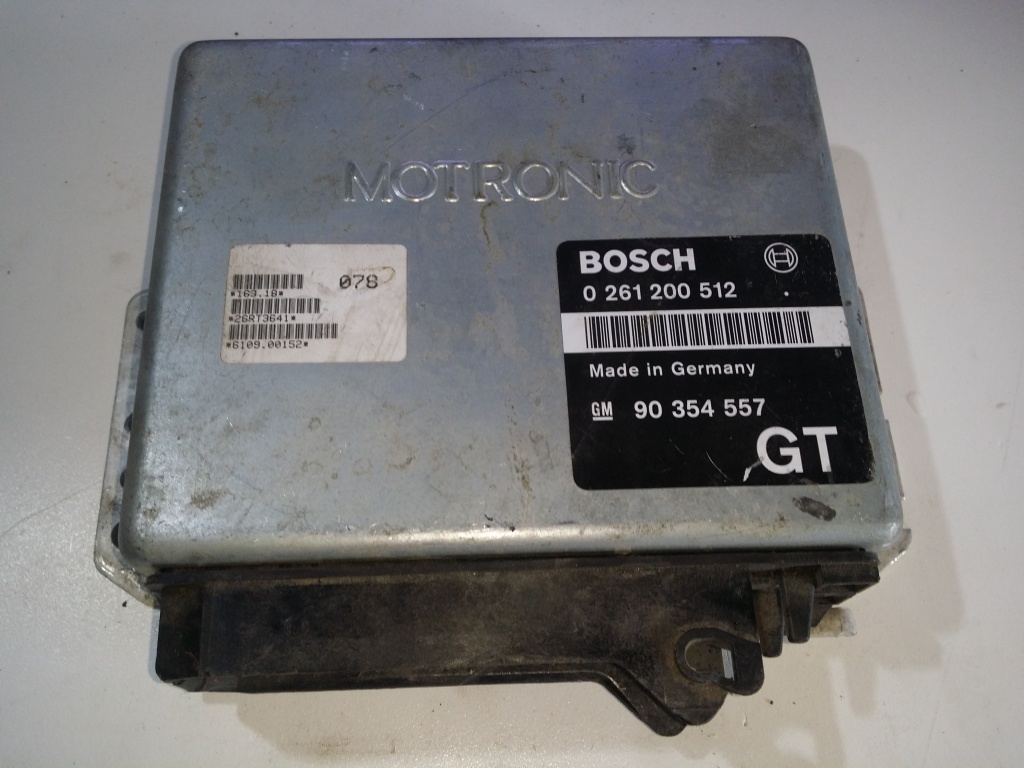 MOTRONIC
078
*163.18*
*26RT3641*
*6109.00152*
BOSCH
0 261 200 512
Made in Germany
GM 90 354 557
GT